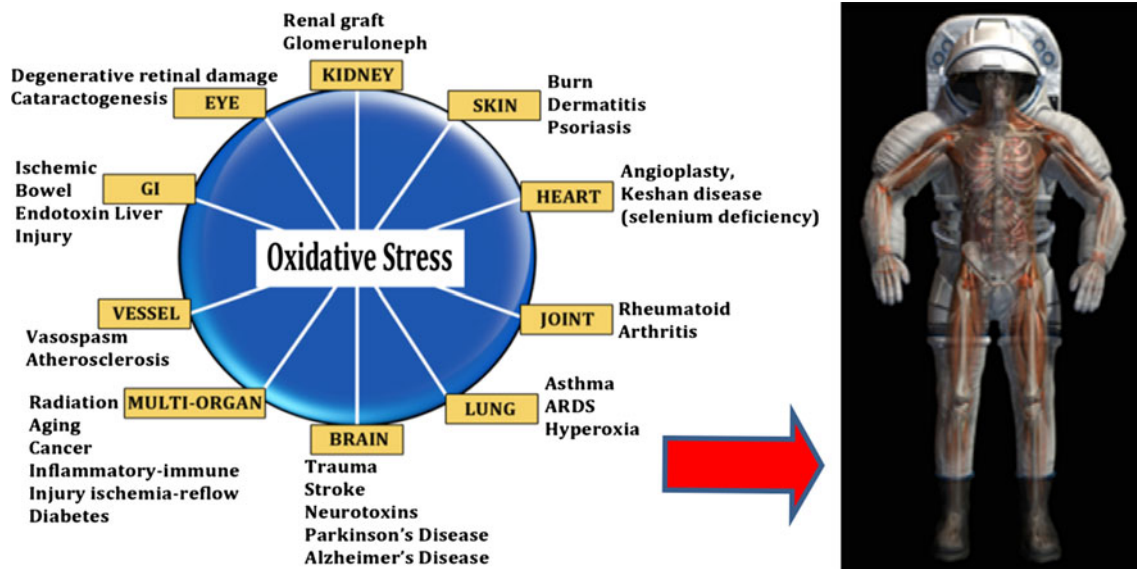 Renal graft
Glomeruloneph
KIDNEY
Degenerative retinal damage
Cataractogenesis
EYE
SKIN
Burn
Dermatitis
Psoriasis
Ischemic
Bowel
Endotoxin Liver
Injury
GI
HEART
Angioplasty,
Keshan disease
(selenium deficiency)
Oxidative Stress
VESSEL
Vasospasm
Atherosclerosis
JOINT
Rheumatoid
Arthritis
MULTI-ORGAN
Radiation
Aging
Cancer
Inflammatory-immune
Injury ischemia-reflow
Diabetes
LUNG
Asthma
ARDS
Hyperoxia
BRAIN
Trauma
Stroke
Neurotoxins
Parkinson's Disease
Alzheimer's Disease